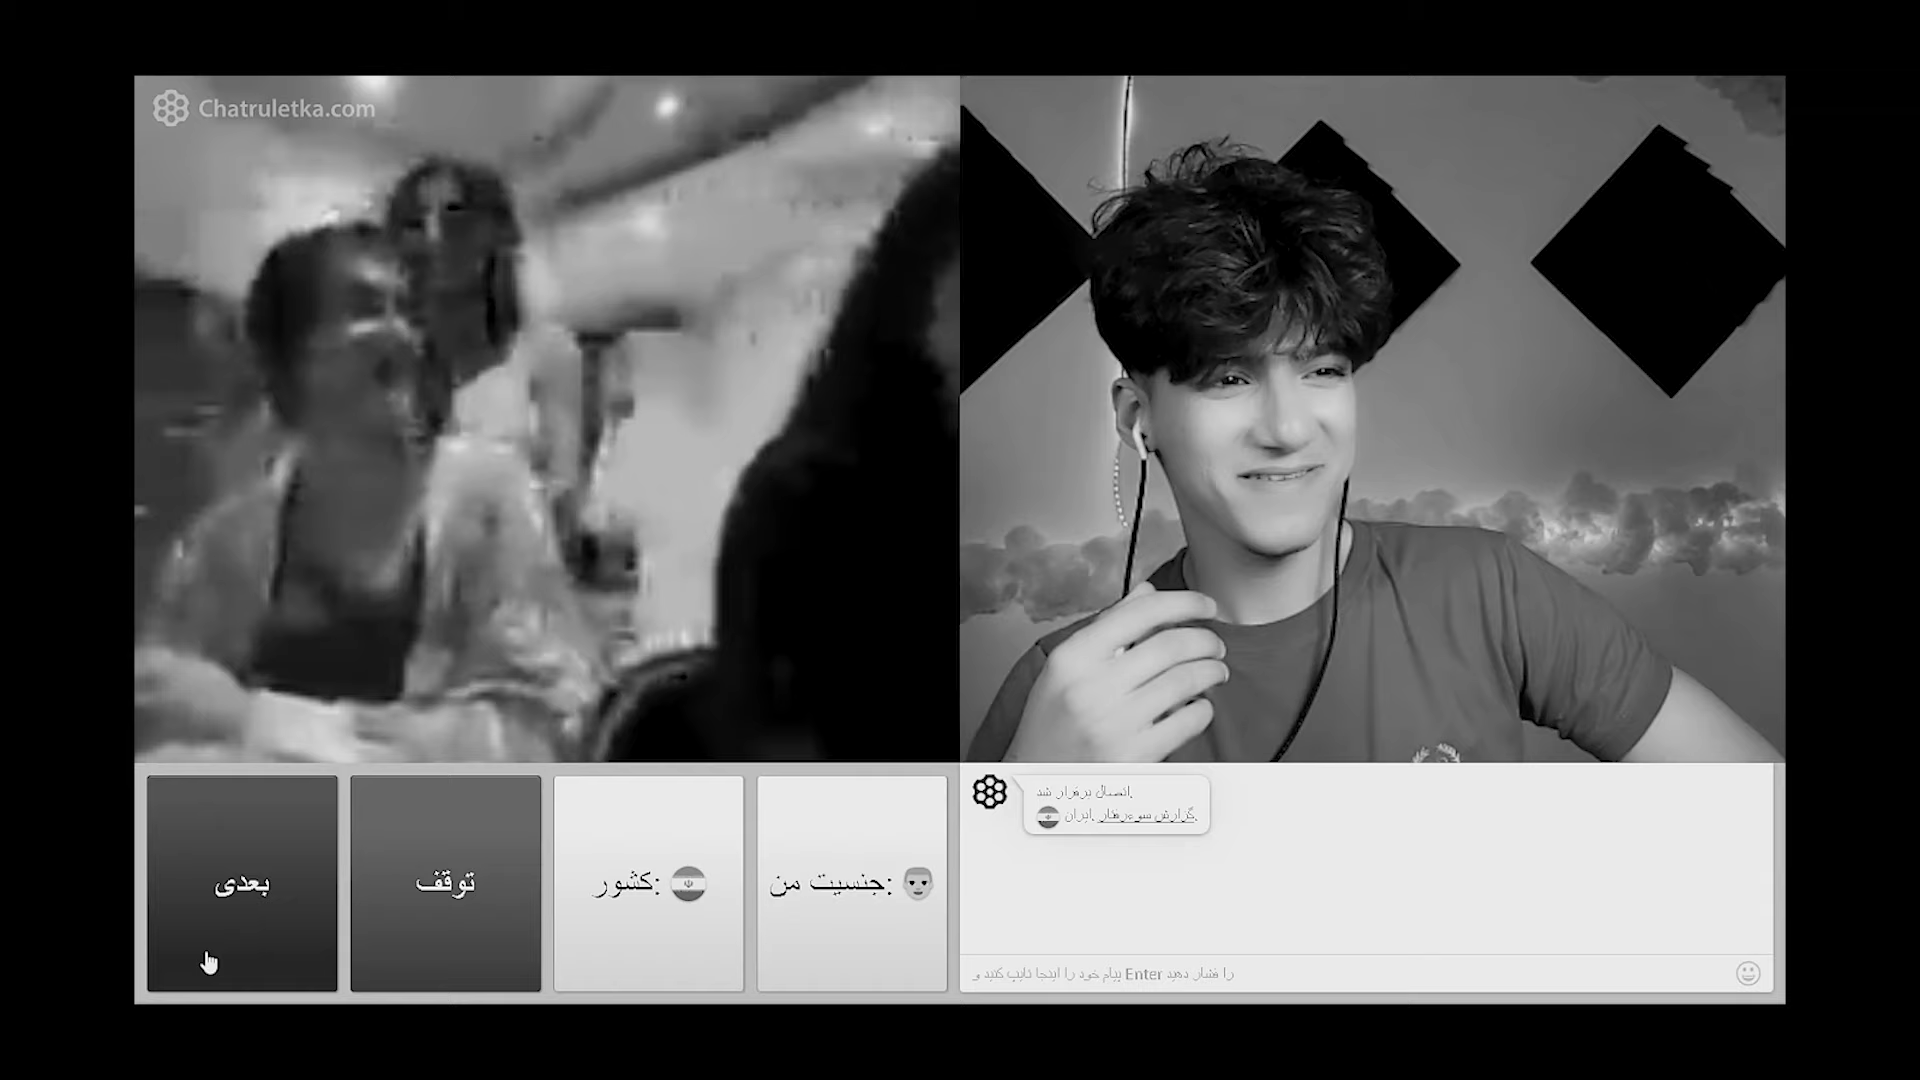 Chatruletka.com
بعدی
توقف
کشور:
جنسیت من:
اتصال برقرار شد.
ایران. گزارش سوءرفتار.
پیام خود را اینجا تایپ کنید و Enter را فشار دهید